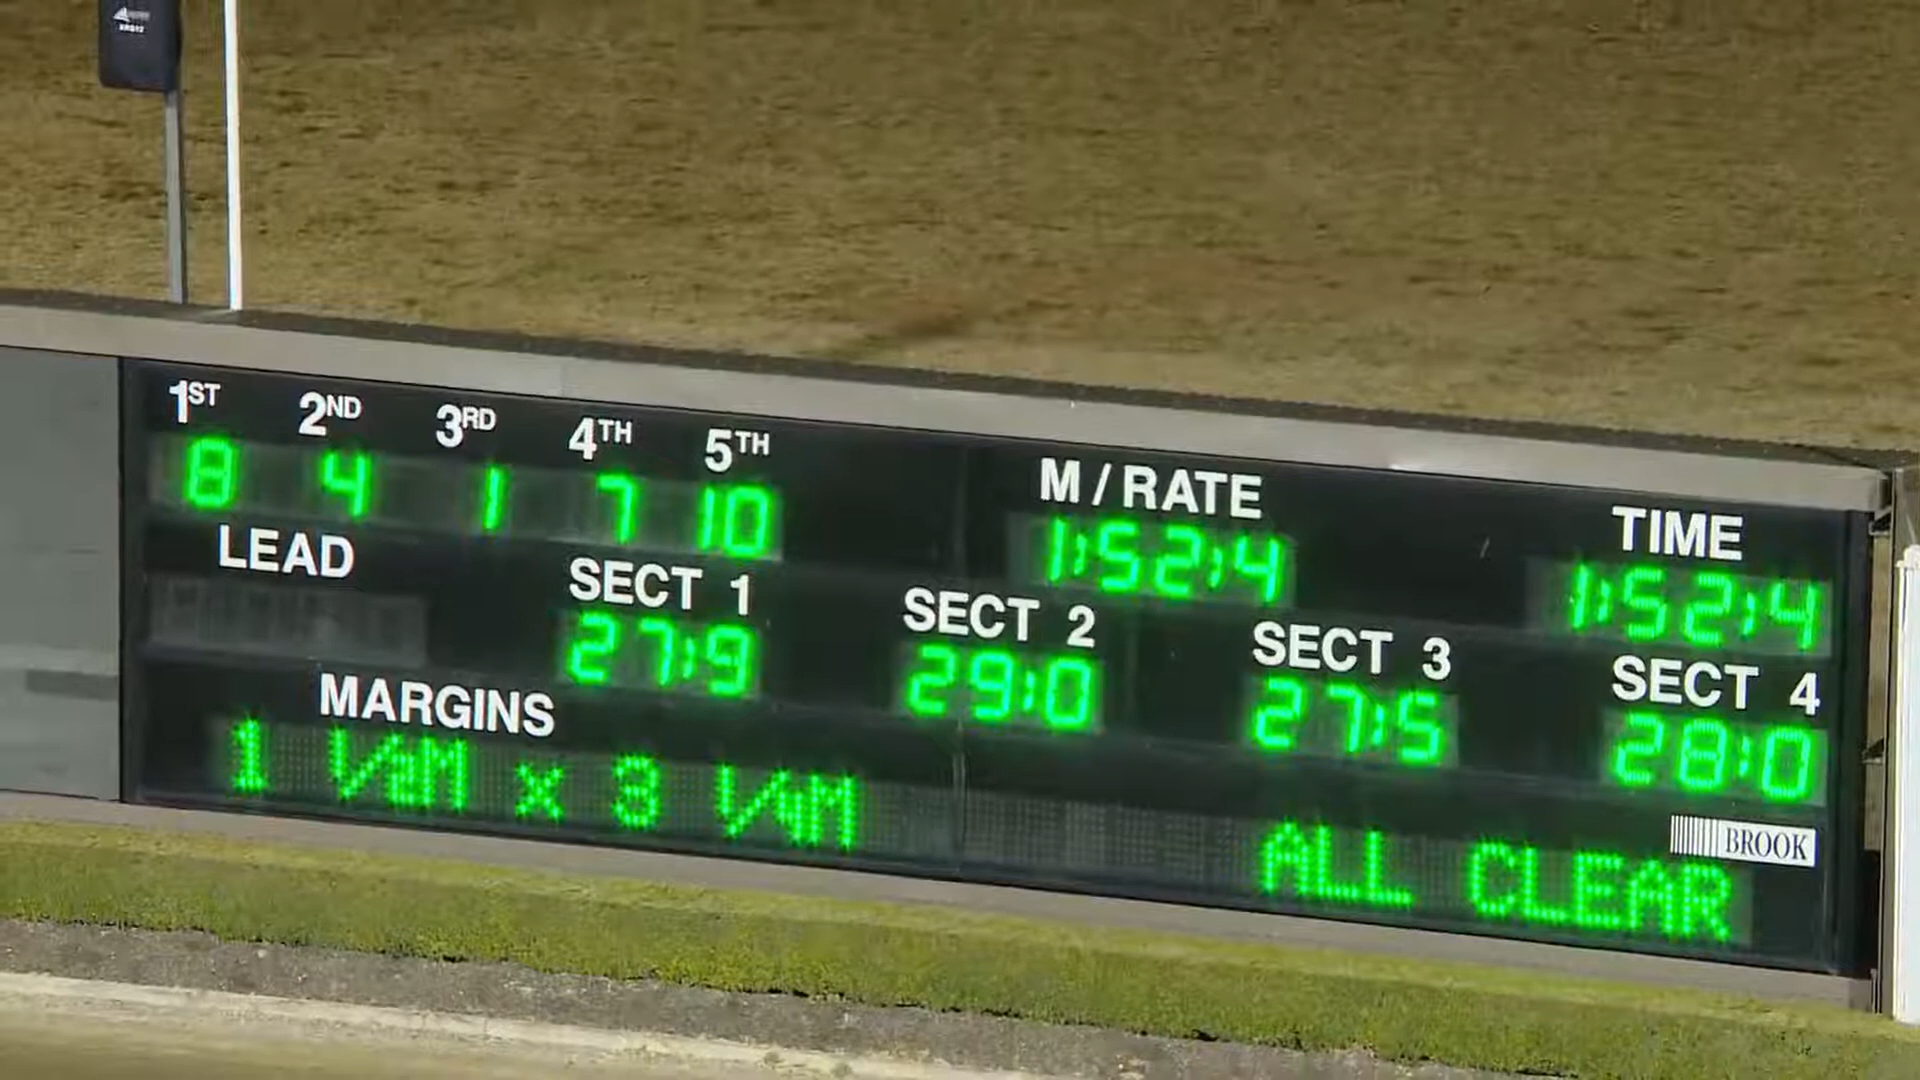 1ST 2ND 3RD 4TH 5TH
8 4 1 7 10
M / RATE
1:52:4
TIME
1:52:4
LEAD
SECT 1
27:9
SECT 2
29:0
SECT 3
27:5
SECT 4
28:0
MARGINS
1 1/2M x 3 1/4M
ALL CLEAR
BROOK